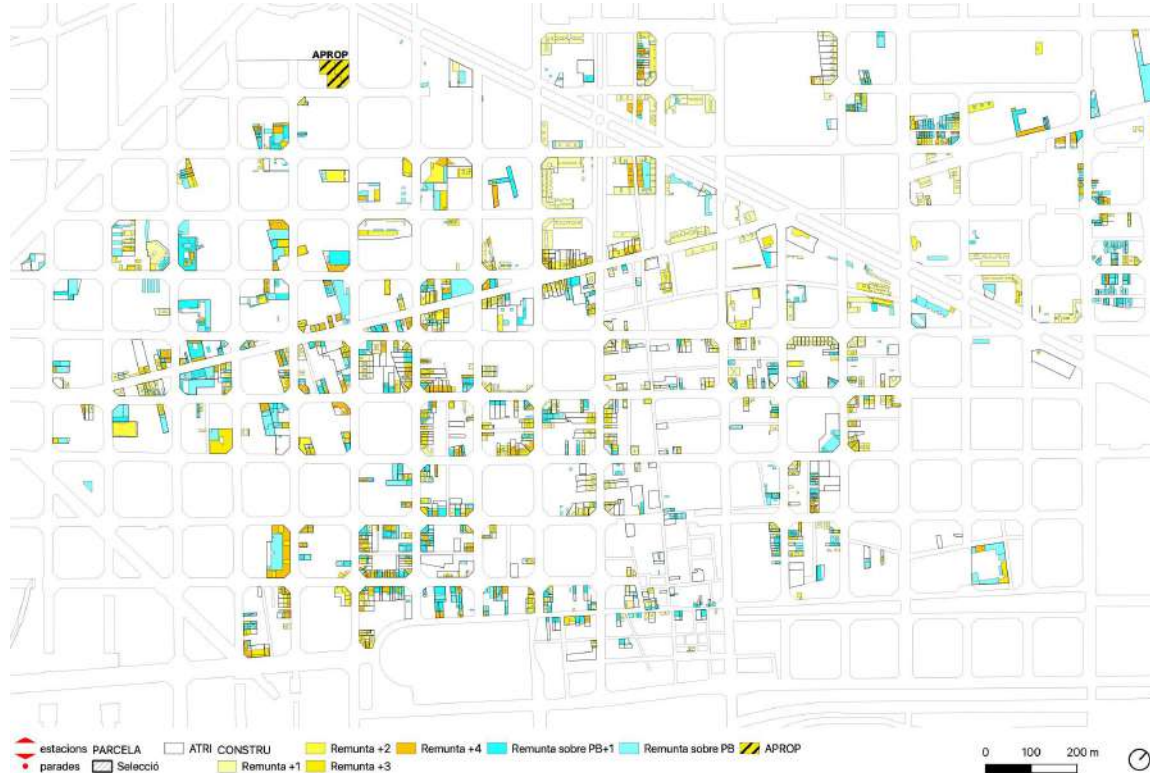 APROP
estacions PARCELA ATRI CONSTRU Remunta +2 Remunta +4 Remunta sobre PB+1 Remunta sobre PB APROP
parades Selecció Remunta +1 Remunta +3
0 100 200 m